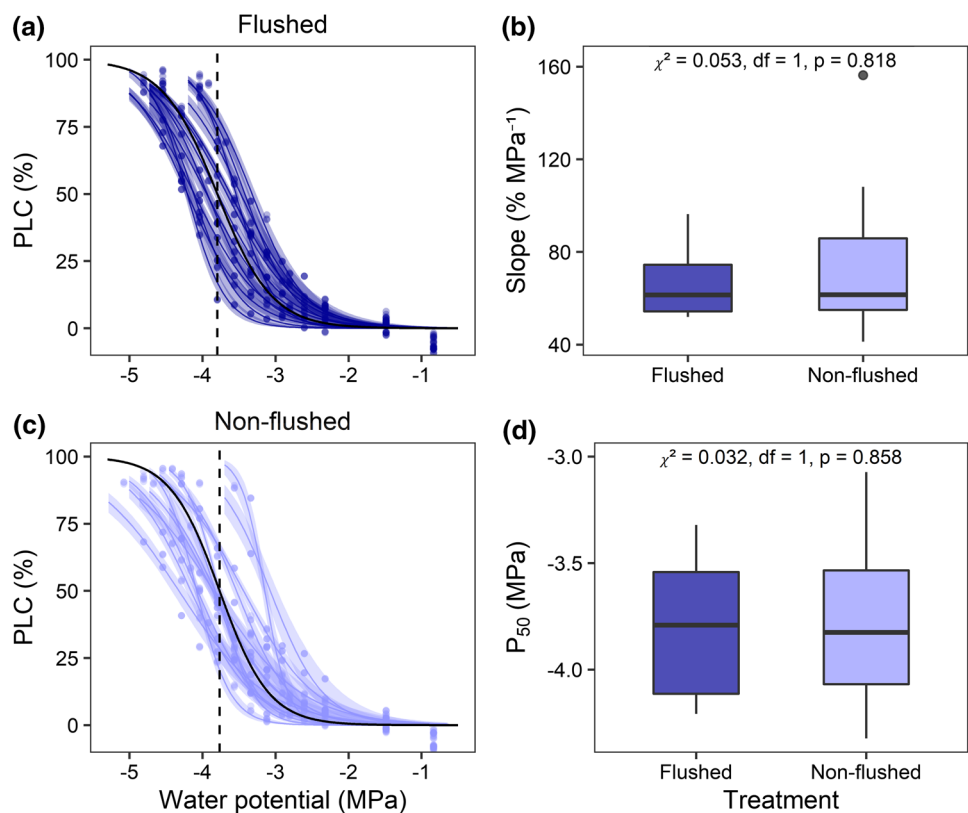 (a) Flushed
PLC (%)
100
75
50
25
0
-5 -4 -3 -2 -1
(b)
χ² = 0.053, df = 1, p = 0.818
Slope (% MPa⁻¹)
160
120
80
40
Flushed Non-flushed
(c) Non-flushed
PLC (%)
100
75
50
25
0
-5 -4 -3 -2 -1
Water potential (MPa)
(d)
χ² = 0.032, df = 1, p = 0.858
P₅₀ (MPa)
-3.0
-3.5
-4.0
Flushed Non-flushed
Treatment